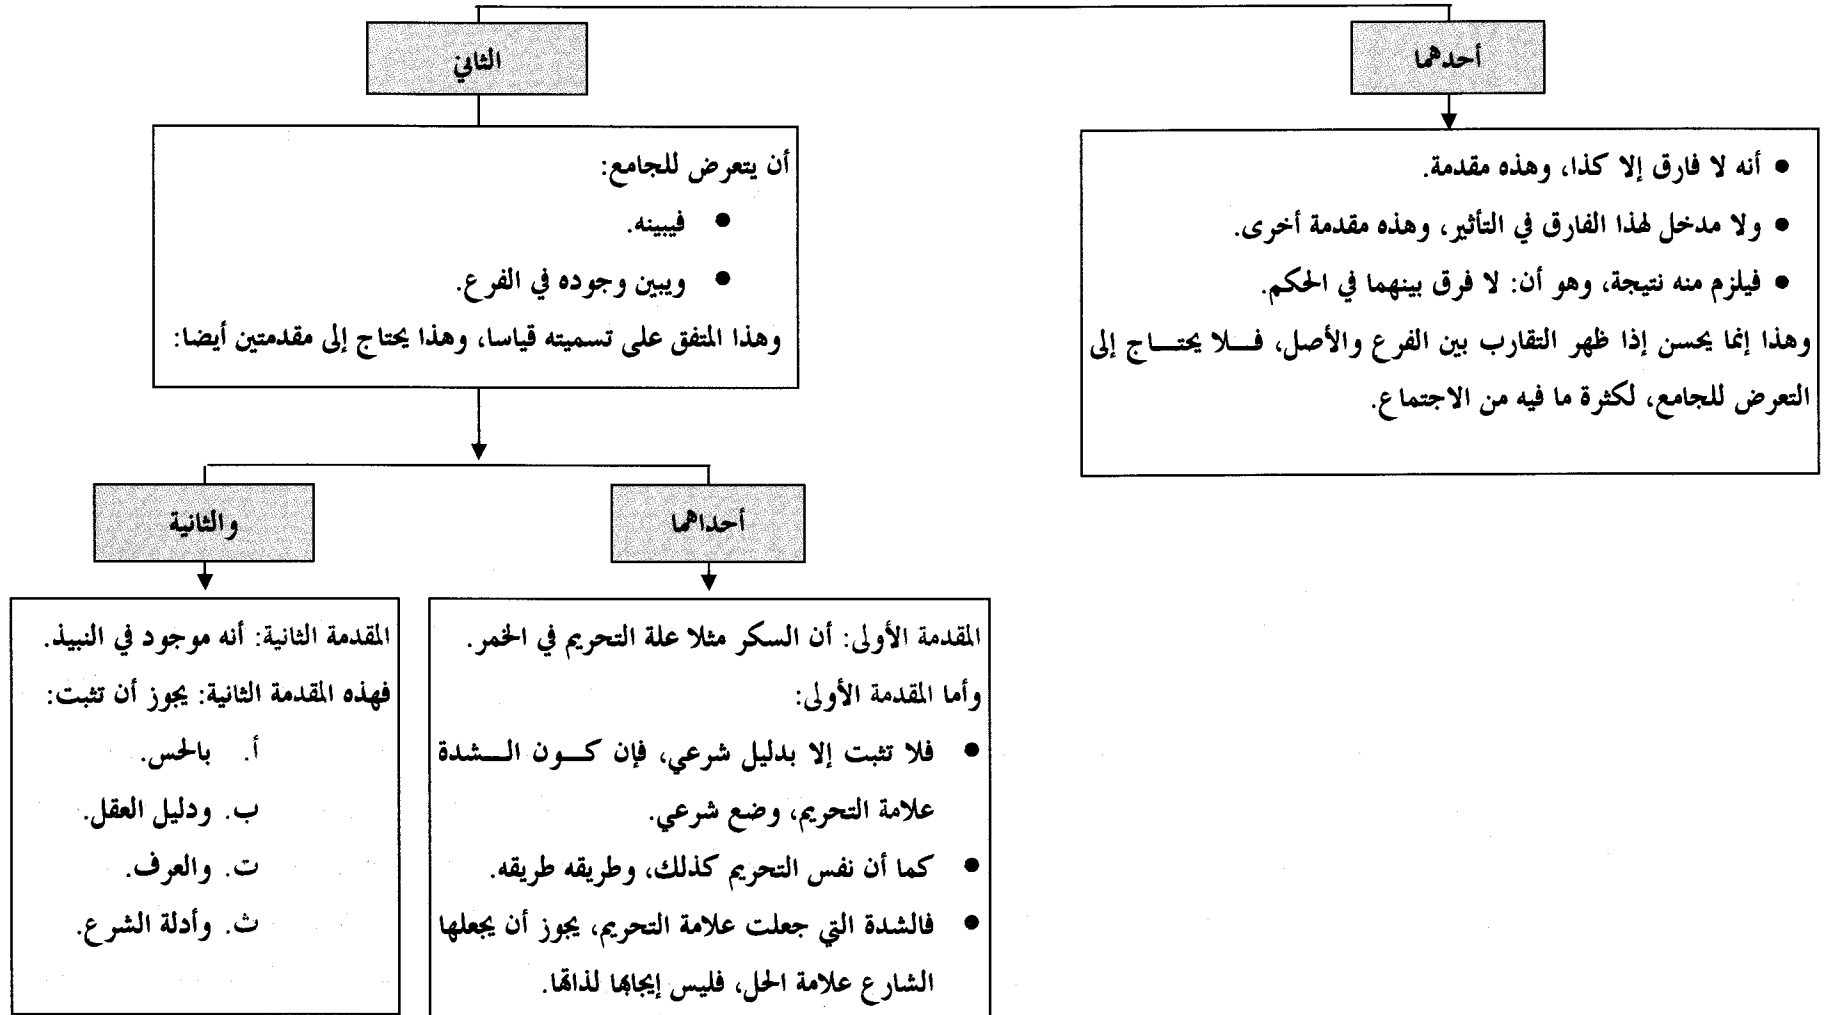 أحدهما
أنه لا فارق إلا كذا، وهذه مقدمة.
ولا مدخل لهذا الفارق في التأثير، وهذه مقدمة أخرى.
فيلزم منه نتيجة، وهو أن: لا فرق بينهما في الحكم.
وهذا إنما يحسن إذا ظهر التقارب بين الفرع والأصل، فلا يحتاج إلى
التعرض للجامع، لكثرة ما فيه من الاجتماع.
الثاني
أن يتعرض للجامع:
فيبينه.
ويبين وجوده في الفرع.
وهذا المتفق على تسميته قياسا، وهذا يحتاج إلى مقدمتين أيضا:
أحداهما
المقدمة الأولى: أن السكر مثلا علة التحريم في الخمر.
وأما المقدمة الأولى:
فلا تثبت إلا بدليل شرعي، فإن كون الشدة
علامة التحريم، وضع شرعي.
كما أن نفس التحريم كذلك، وطريقه طريقه.
فالشدة التي جعلت علامة التحريم، يجوز أن يجعلها
الشارع علامة الحل، فليس إيجابها لذاتها.
والثانية
المقدمة الثانية: أنه موجود في النبيذ.
فهذه المقدمة الثانية: يجوز أن تثبت:
أ. بالحس.
ب. ودليل العقل.
ت. والعرف.
ث. وأدلة الشرع.